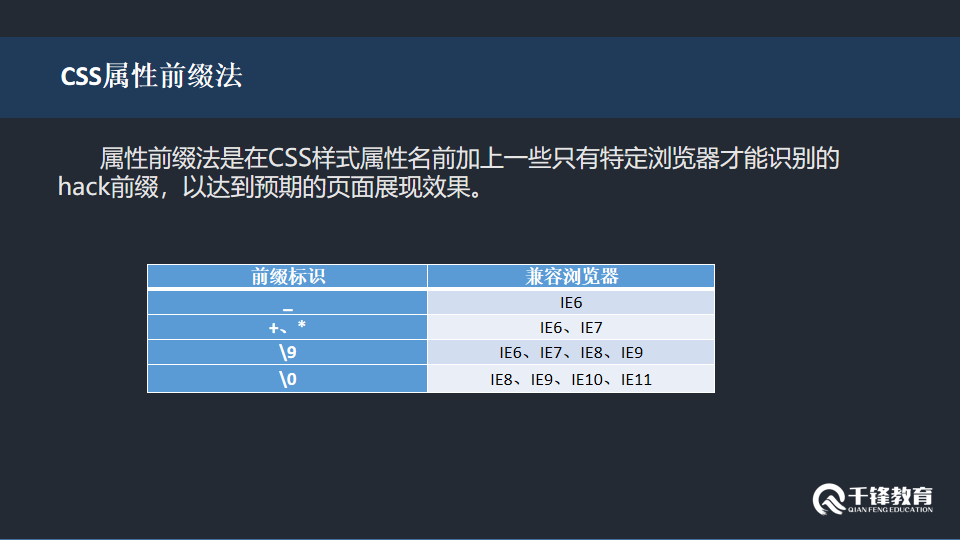 CSS属性前缀法
属性前缀法是在CSS样式属性名前加上一些只有特定浏览器才能识别的
hack前缀，以达到预期的页面展现效果。
前缀标识 兼容浏览器
_ IE6
+、* IE6、IE7
\9 IE6、IE7、IE8、IE9
\0 IE8、IE9、IE10、IE11
千锋教育
QIAN FENG EDUCATION